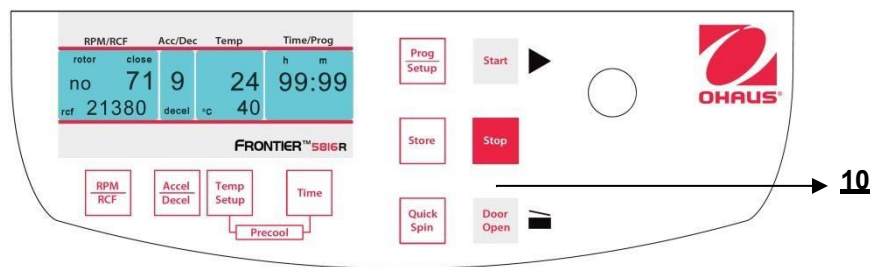 RPM/RCF Acc/Dec Temp Time/Prog
rotor close h m
no 71 9 24 99:99
rcf 21380 decel °C 40
FRONTIER™ 5816R
RPM
RCF
Accel
Decel
Temp
Setup
Time
Precool
Prog
Setup
Start
Store
Stop
Quick
Spin
Door
Open
OHAUS®
10